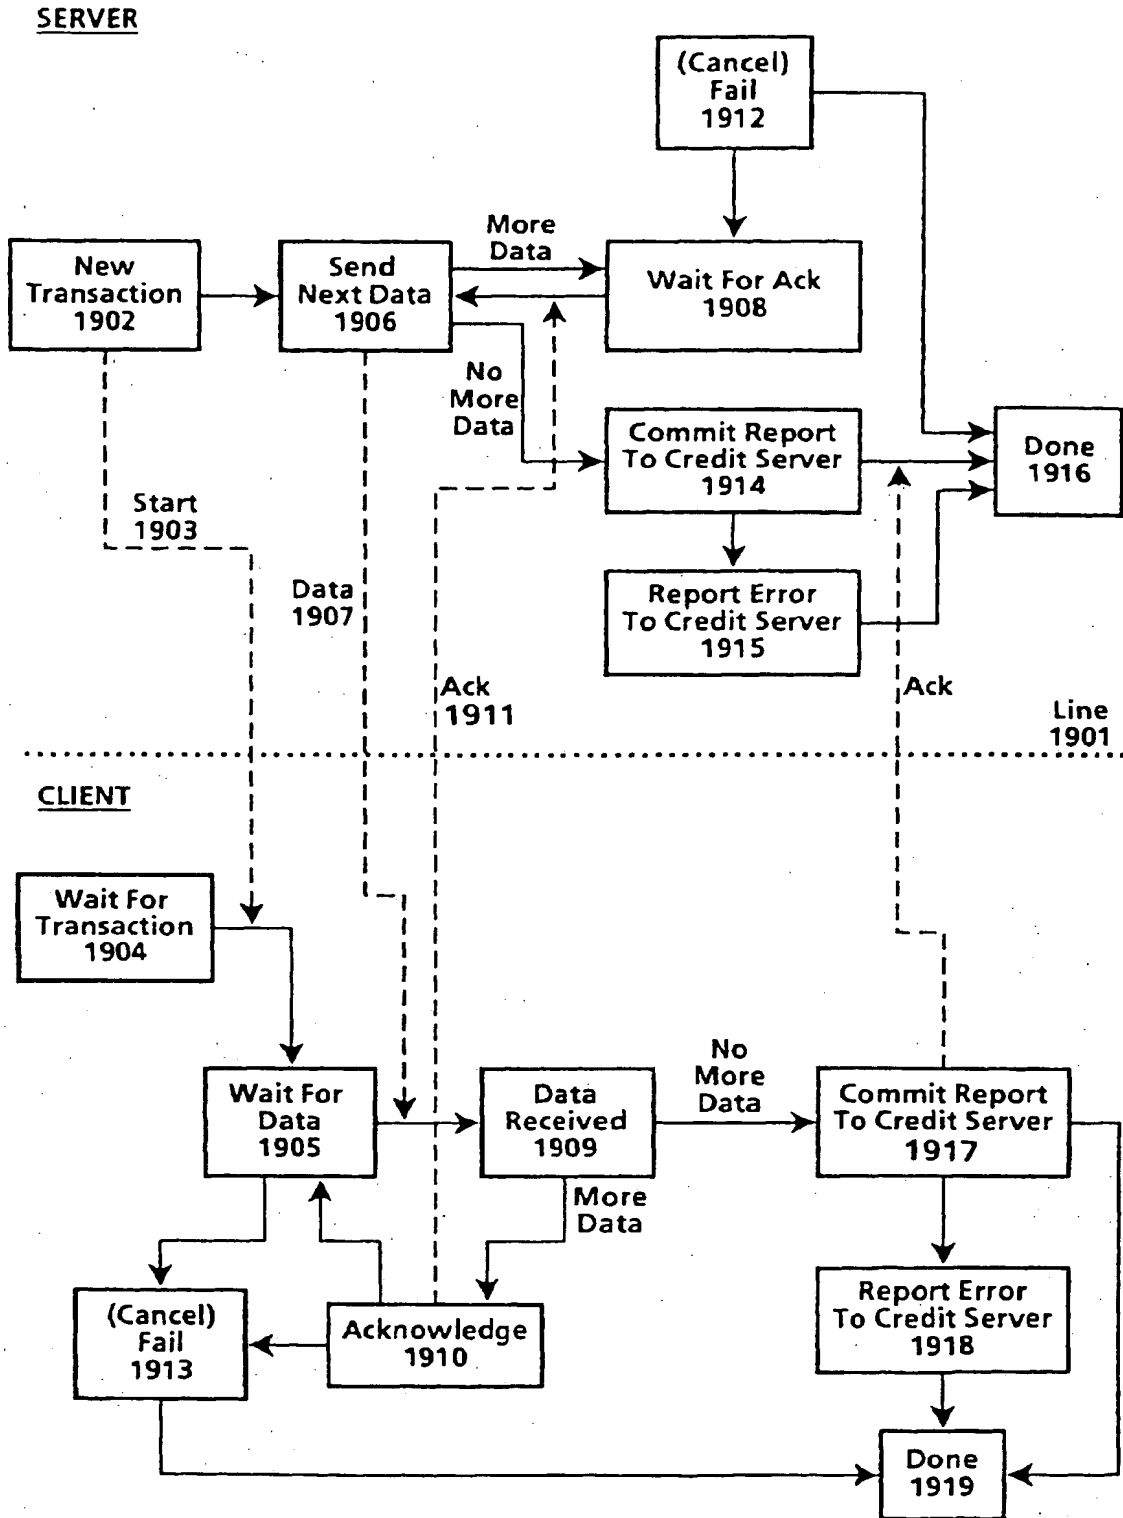 SERVER
(Cancel)
Fail
1912
New
Transaction
1902
Send
Next Data
1906
More
Data
Wait For Ack
1908
No
More
Data
Commit Report
To Credit Server
1914
Done
1916
Start
1903
Data
1907
Report Error
To Credit Server
1915
Ack
1911
Ack
Line
1901
CLIENT
Wait For
Transaction
1904
Wait For
Data
1905
Data
Received
1909
No
More
Data
Commit Report
To Credit Server
1917
More
Data
(Cancel)
Fail
1913
Acknowledge
1910
Report Error
To Credit Server
1918
Done
1919